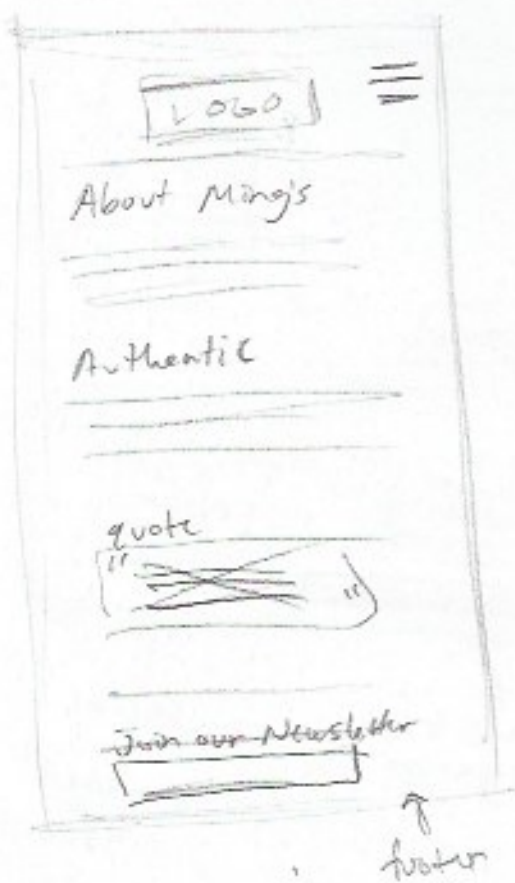 LOGO
About Ming's
Authentic
quote
" "
Join our Newsletter
footer